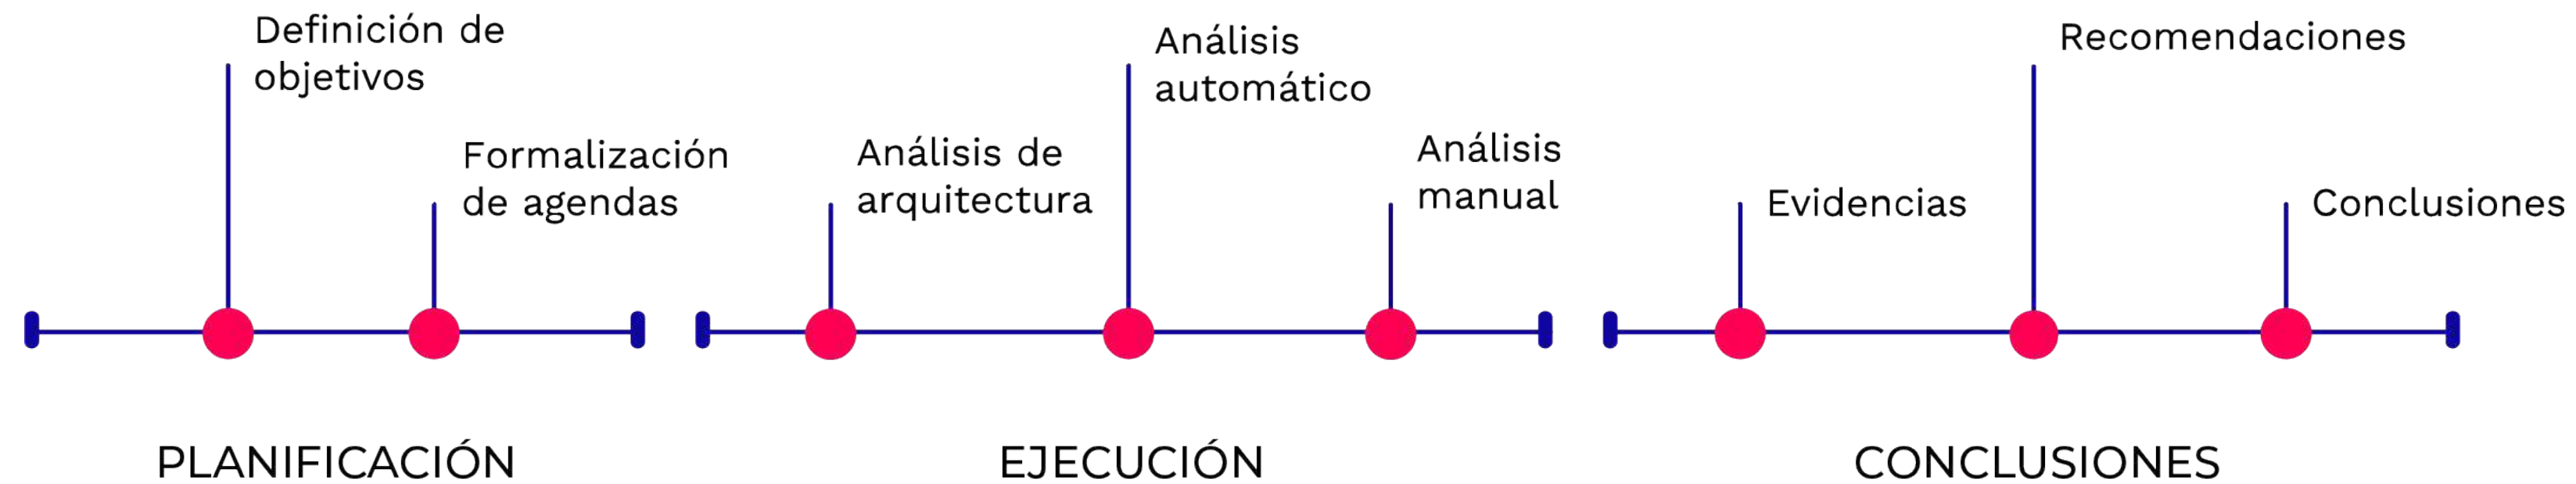 Definición de
objetivos
Formalización
de agendas
PLANIFICACIÓN
Análisis de
arquitectura
Análisis
automático
Análisis
manual
EJECUCIÓN
Evidencias
Recomendaciones
Conclusiones
CONCLUSIONES